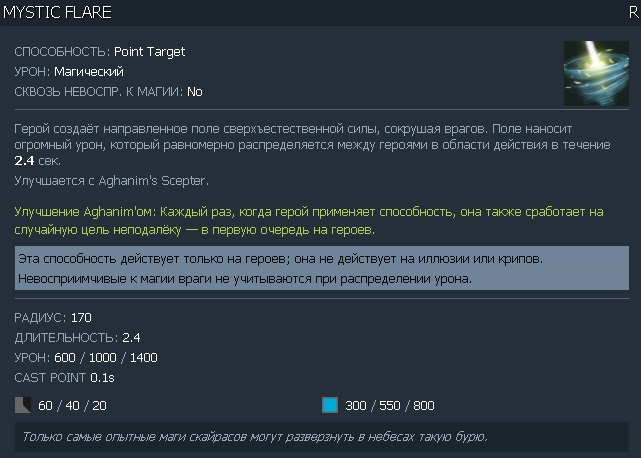 MYSTIC FLARE R
СПОСОБНОСТЬ: Point Target
УРОН: Магический
СКВОЗЬ НЕВОСПР. К МАГИИ: No
Герой создаёт направленное поле сверхъестественной силы, сокрушая врагов. Поле наносит
огромный урон, который равномерно распределяется между героями в области действия в течение
2.4 сек.
Улучшается с Aghanim's Scepter.
Улучшение Aghanim'ом: Каждый раз, когда герой применяет способность, она также сработает на
случайную цель неподалёку — в первую очередь на героев.
Эта способность действует только на героев; она не действует на иллюзии или крипов.
Невосприимчивые к магии враги не учитываются при распределении урона.
РАДИУС: 170
ДЛИТЕЛЬНОСТЬ: 2.4
УРОН: 600 / 1000 / 1400
CAST POINT 0.1s
60 / 40 / 20 300 / 550 / 800
Только самые опытные маги скайрасов могут развернуть в небесах такую бурю.